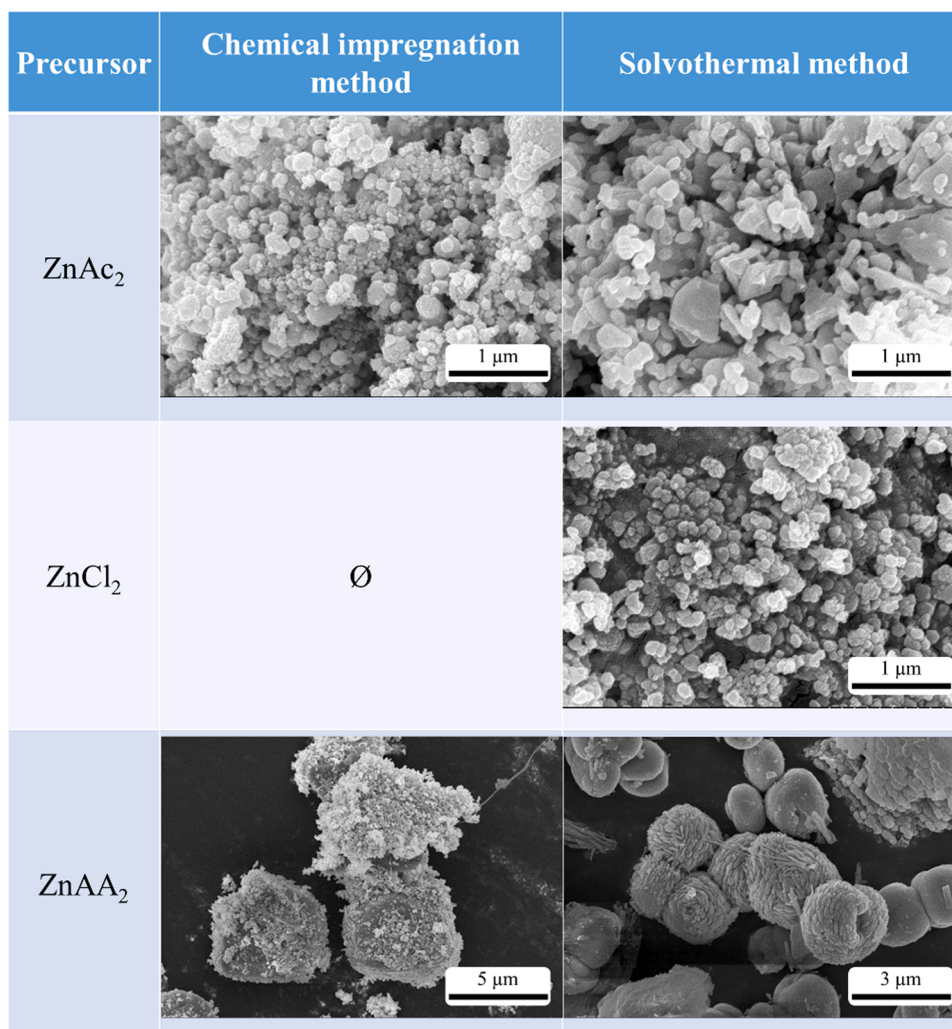 Precursor
Chemical impregnation
method
Solvothermal method
ZnAc₂
1 μm
1 μm
ZnCl₂
Ø
1 μm
ZnAA₂
5 μm
3 μm